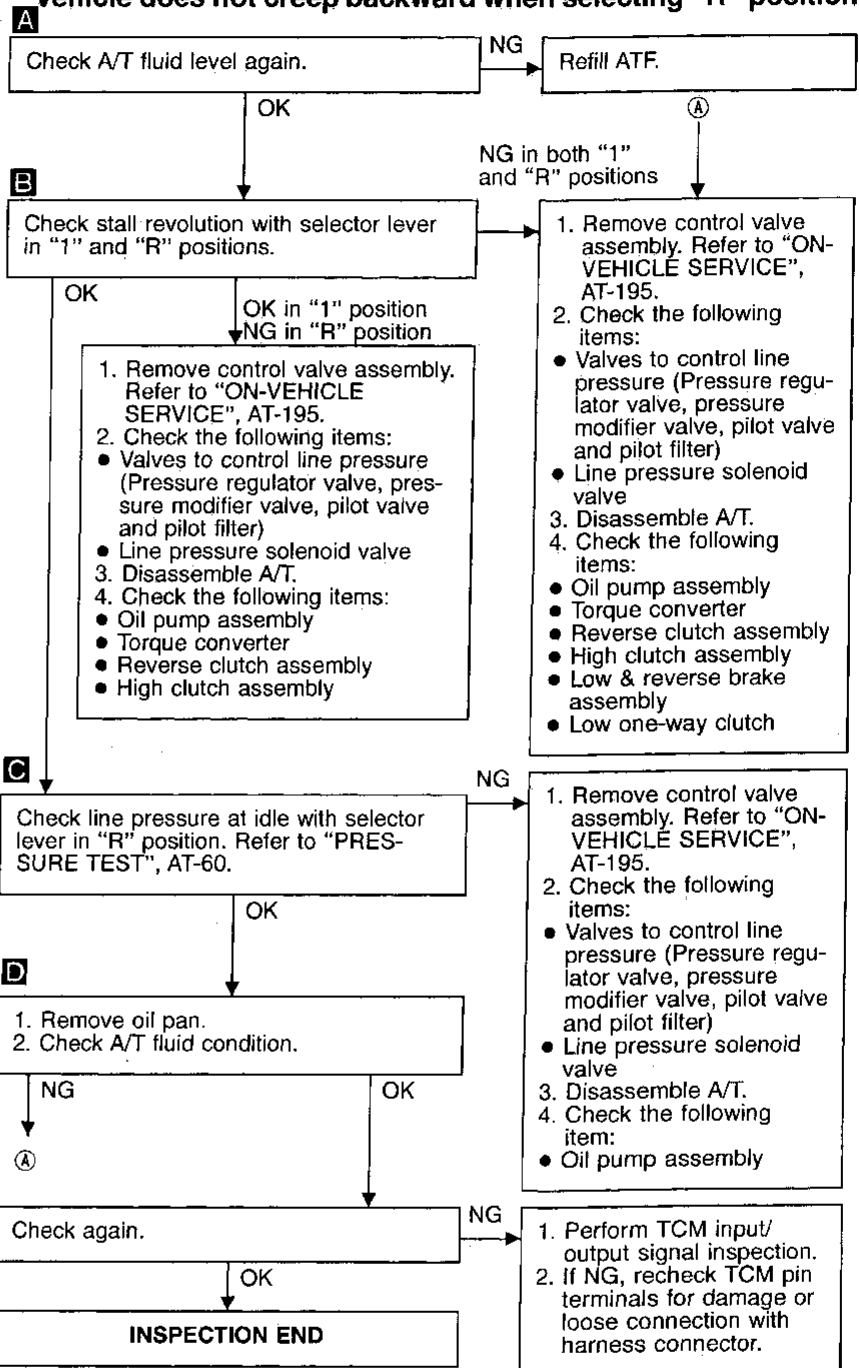 Vehicle does not creep backward when selecting "R" position
A
Check A/T fluid level again.
NG
Refill ATF.
OK
Ⓐ
NG in both "1"
and "R" positions
B
Check stall revolution with selector lever
in "1" and "R" positions.
OK
OK in "1" position
NG in "R" position
1. Remove control valve assembly.
Refer to "ON-VEHICLE
SERVICE", AT-195.
2. Check the following items:
● Valves to control line pressure
(Pressure regulator valve, pres-
sure modifier valve, pilot valve
and pilot filter)
● Line pressure solenoid valve
3. Disassemble A/T.
4. Check the following items:
● Oil pump assembly
● Torque converter
● Reverse clutch assembly
● High clutch assembly
1. Remove control valve
assembly. Refer to "ON-
VEHICLE SERVICE",
AT-195.
2. Check the following
items:
● Valves to control line
pressure (Pressure regu-
lator valve, pressure
modifier valve, pilot valve
and pilot filter)
● Line pressure solenoid
valve
3. Disassemble A/T.
4. Check the following
items:
● Oil pump assembly
● Torque converter
● Reverse clutch assembly
● High clutch assembly
● Low & reverse brake
assembly
● Low one-way clutch
C
Check line pressure at idle with selector
lever in "R" position. Refer to "PRES-
SURE TEST", AT-60.
NG
1. Remove control valve
assembly. Refer to "ON-
VEHICLE SERVICE",
AT-195.
2. Check the following
items:
● Valves to control line
pressure (Pressure regu-
lator valve, pressure
modifier valve, pilot valve
and pilot filter)
● Line pressure solenoid
valve
3. Disassemble A/T.
4. Check the following
item:
● Oil pump assembly
OK
D
1. Remove oil pan.
2. Check A/T fluid condition.
NG
OK
Ⓐ
Check again.
NG
1. Perform TCM input/
output signal inspection.
2. If NG, recheck TCM pin
terminals for damage or
loose connection with
harness connector.
OK
INSPECTION END